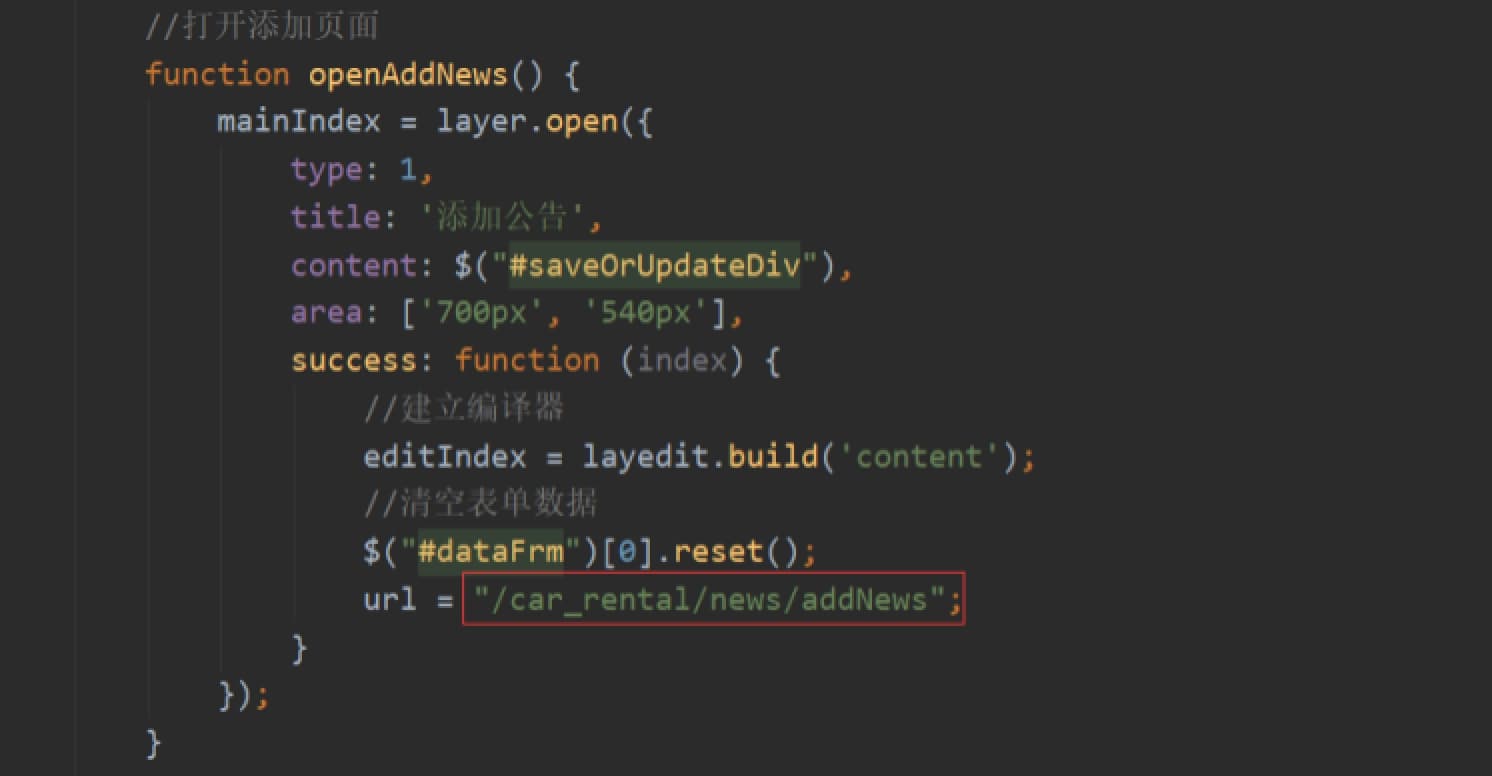 //打开添加页面
function openAddNews() {
mainIndex = layer.open({
type: 1,
title: '添加公告',
content: $("#saveOrUpdateDiv"),
area: ['700px', '540px'],
success: function (index) {
//建立编译器
editIndex = layedit.build('content');
//清空表单数据
$("#dataFrm")[0].reset();
url = "/car_rental/news/addNews";
}
});
}